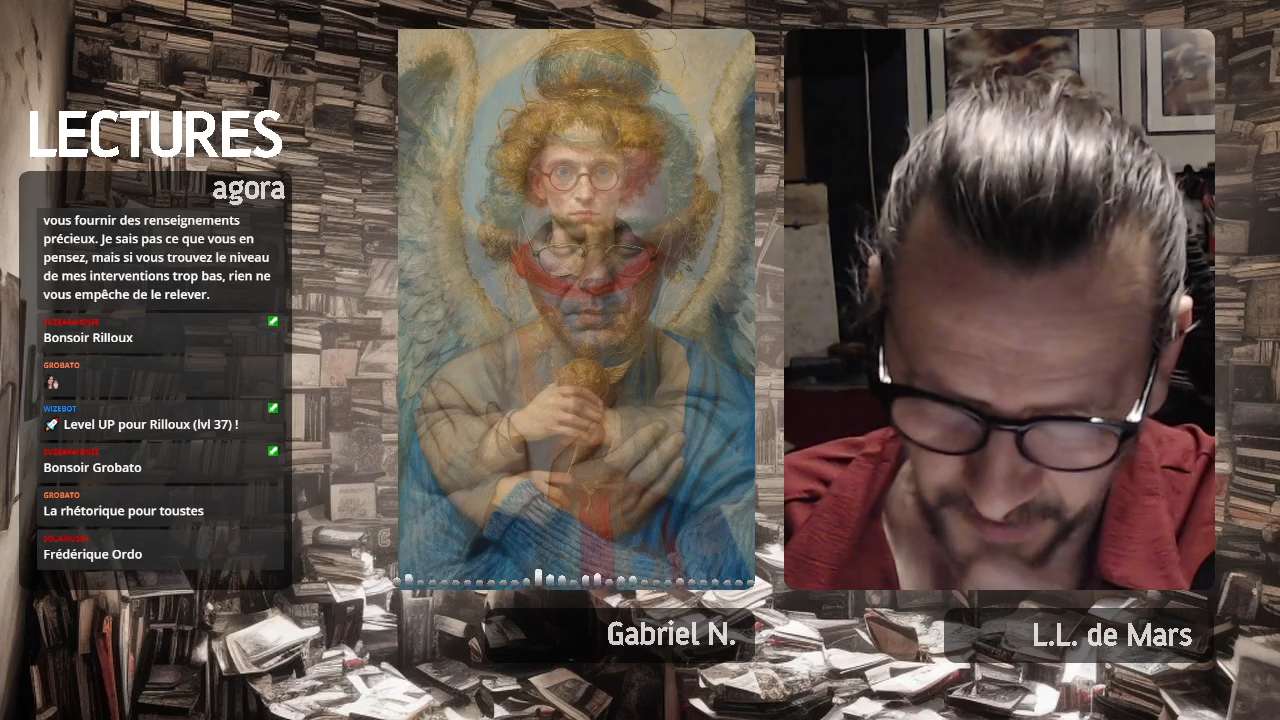 LECTURES
agora
vous fournir des renseignements
précieux. Je sais pas ce que vous en
pensez, mais si vous trouvez le niveau
de mes interventions trop bas, rien ne
vous empêche de le relever.
Bonsoir Rilloux
GROBATO
WIZEBOT
🚀 Level UP pour Rilloux (lvl 37) !
Bonsoir Grobato
GROBATO
La rhétorique pour toustes
Frédérique Ordo
Gabriel N.
L.L. de Mars